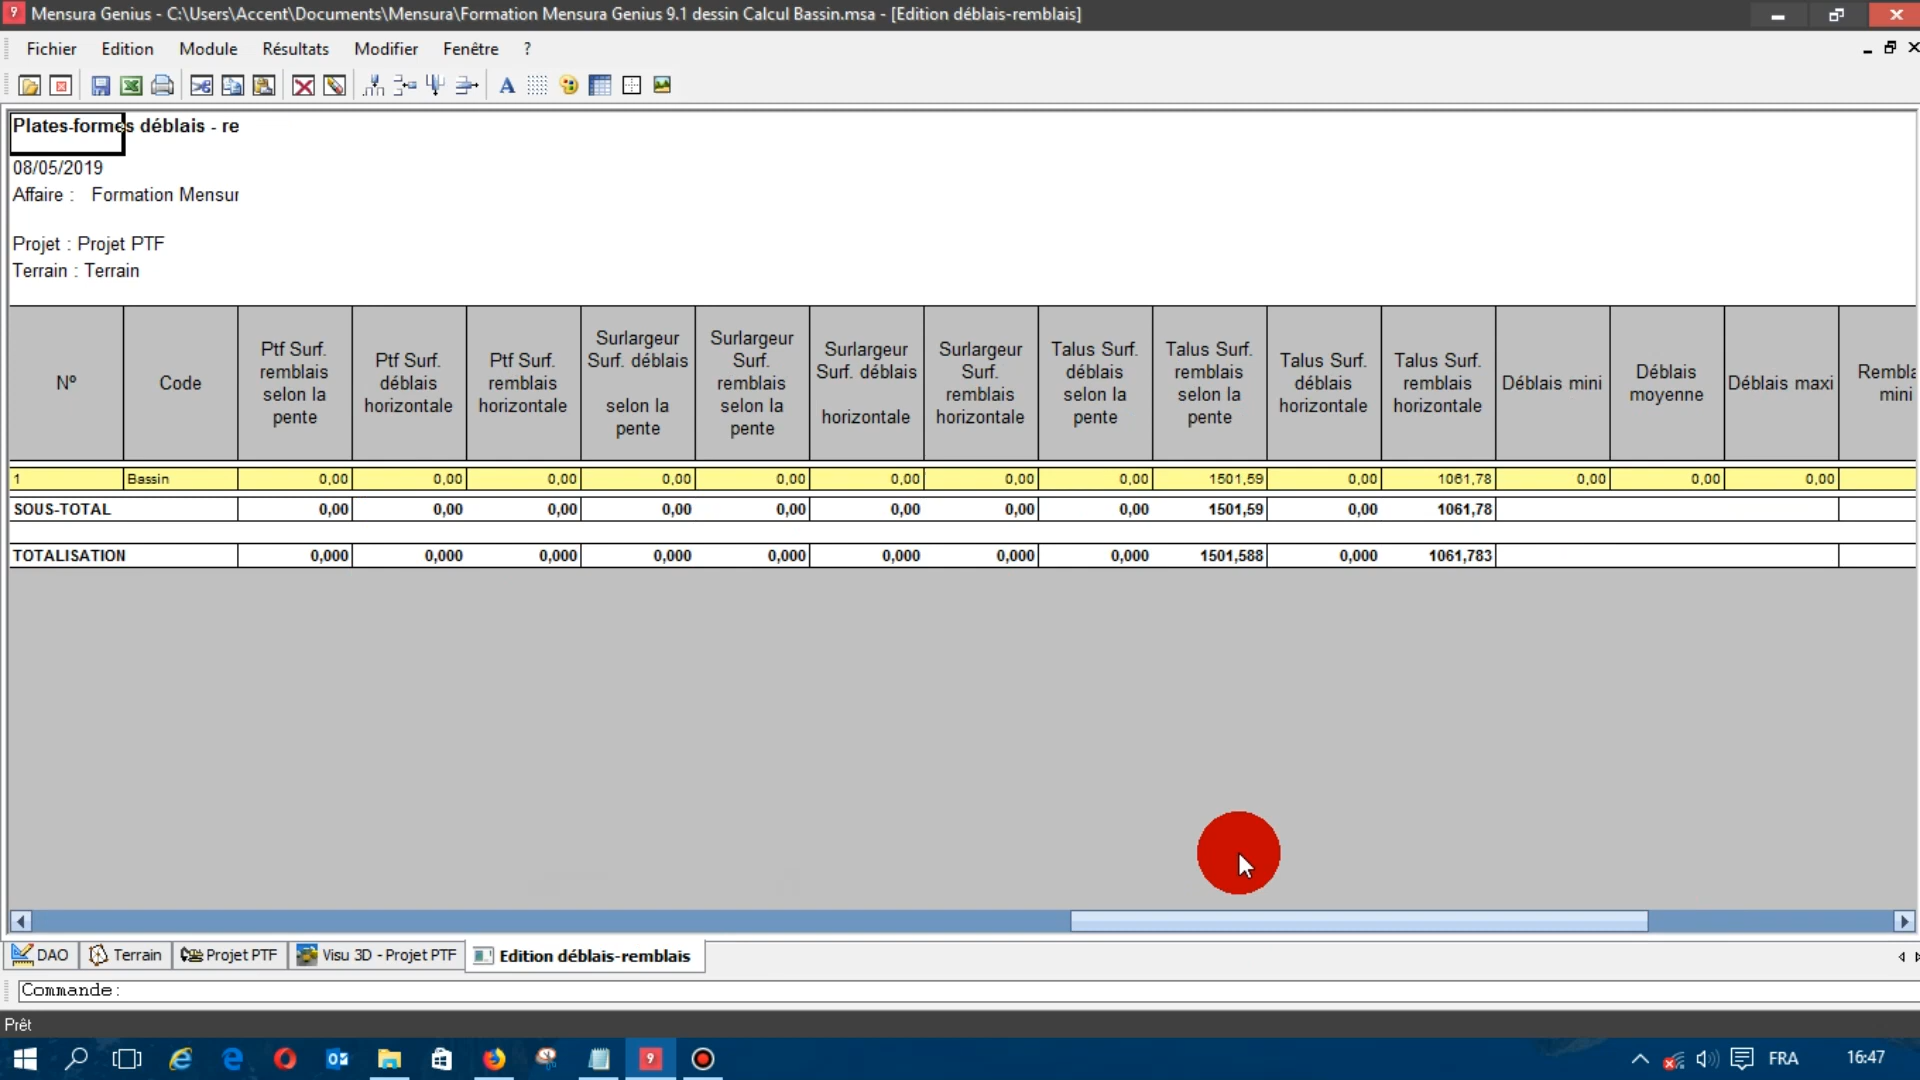 Mensura Genius - C:\Users\Accent\Documents\Mensura\Formation Mensura Genius 9.1 dessin Calcul Bassin.msa - [Edition déblais-remblais]
Fichier Edition Module Résultats Modifier Fenêtre ?
Plates-formes déblais - re
08/05/2019
Affaire : Formation Mensur
Projet : Projet PTF
Terrain : Terrain
Nº Code Ptf Surf. remblais selon la pente Ptf Surf. déblais horizontale Ptf Surf. remblais horizontale Surlargeur Surf. déblais selon la pente Surlargeur Surf. remblais selon la pente Surlargeur Surf. déblais horizontale Surlargeur Surf. remblais horizontale Talus Surf. déblais selon la pente Talus Surf. remblais selon la pente Talus Surf. déblais horizontale Talus Surf. remblais horizontale Déblais mini Déblais moyenne Déblais maxi Rembla mini
1 Bassin 0,00 0,00 0,00 0,00 0,00 0,00 0,00 0,00 1501,59 0,00 1061,78 0,00 0,00 0,00
SOUS-TOTAL 0,00 0,00 0,00 0,00 0,00 0,00 0,00 0,00 1501,59 0,00 1061,78
TOTALISATION 0,000 0,000 0,000 0,000 0,000 0,000 0,000 0,000 1501,588 0,000 1061,783
DAO Terrain Projet PTF Visu 3D - Projet PTF Edition déblais-remblais
Commande:
Prêt
FRA 16:47